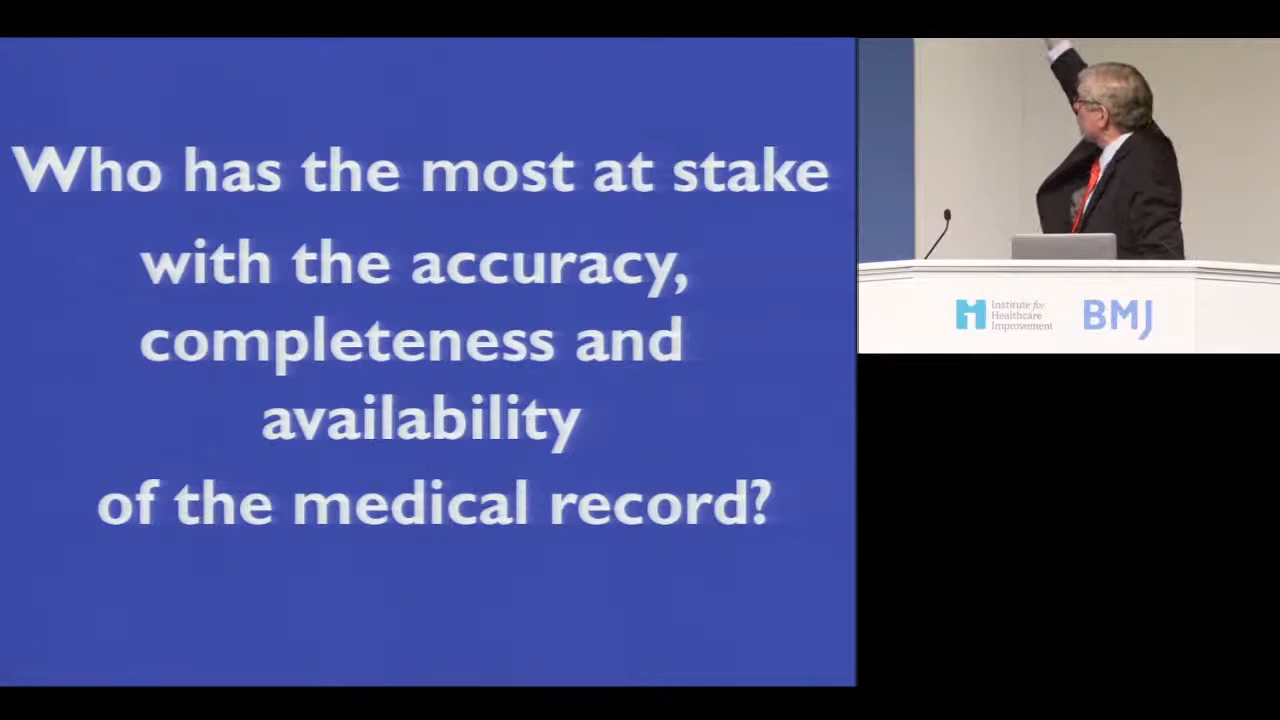 Who has the most at stake
with the accuracy,
completeness and
availability
of the medical record?
Institute for
Healthcare
Improvement
BMJ